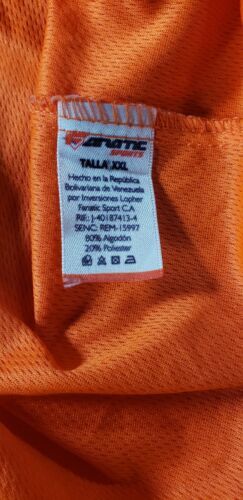 FANATIC
SPORTS
TALLA XXL
Hecho en la República
Bolivariana de Venezuela
por Inversiones Lopher
Fanatic Sport C.A
RIF.: J-40187413-4
SENC: REM-15997
80% Algodón
20% Poliester